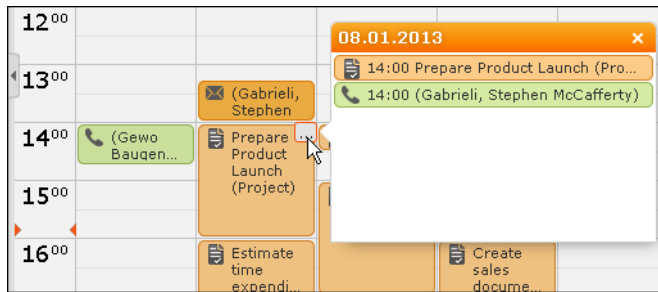 12⁰⁰
08.01.2013 ×
14:00 Prepare Product Launch (Pro...
13⁰⁰
(Gabrieli,
Stephen
14:00 (Gabrieli, Stephen McCafferty)
14⁰⁰
(Gewo
Baugen...
Prepare
Product
Launch
(Project)
...
15⁰⁰
16⁰⁰
Estimate
time
expendi...
Create
sales
docume...